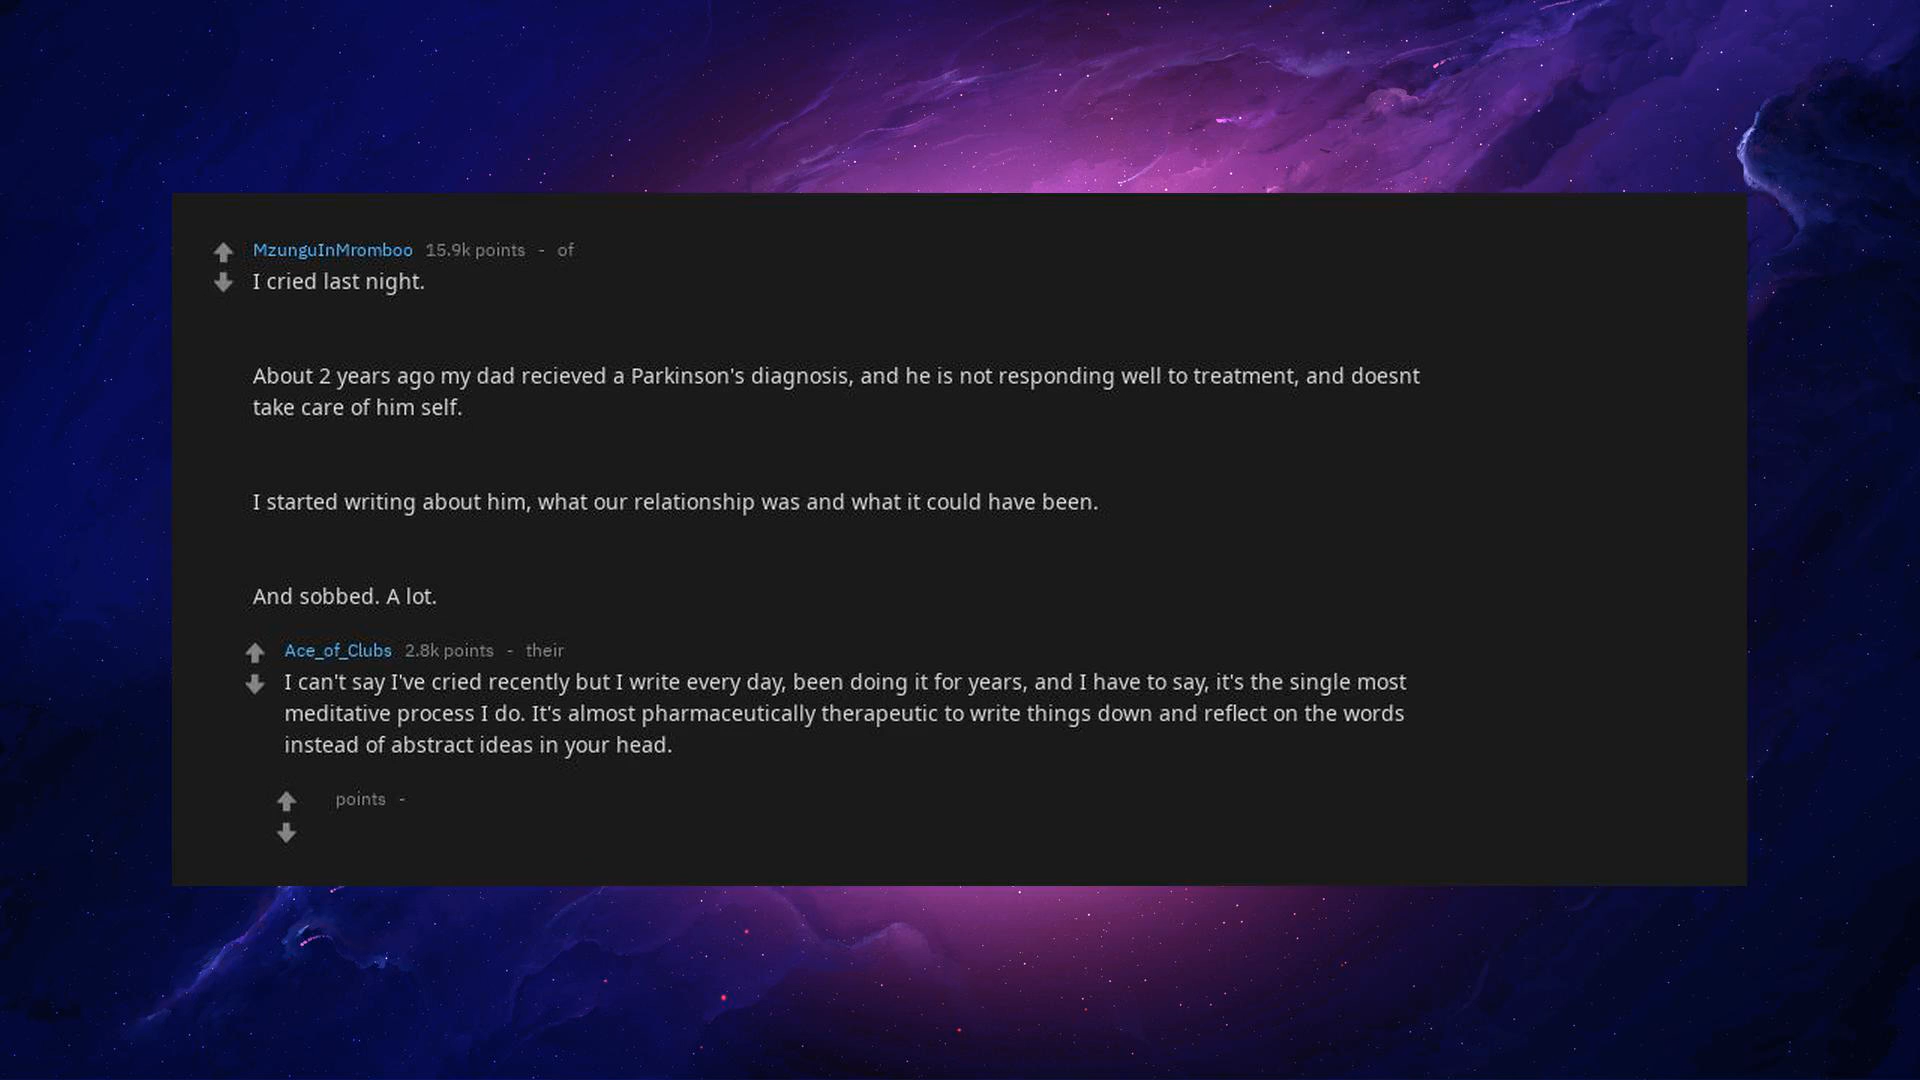 MzunguInMromboo 15.9k points - of
I cried last night.
About 2 years ago my dad recieved a Parkinson's diagnosis, and he is not responding well to treatment, and doesnt
take care of him self.
I started writing about him, what our relationship was and what it could have been.
And sobbed. A lot.
Ace_of_Clubs 2.8k points - their
I can't say I've cried recently but I write every day, been doing it for years, and I have to say, it's the single most
meditative process I do. It's almost pharmaceutically therapeutic to write things down and reflect on the words
instead of abstract ideas in your head.
points -